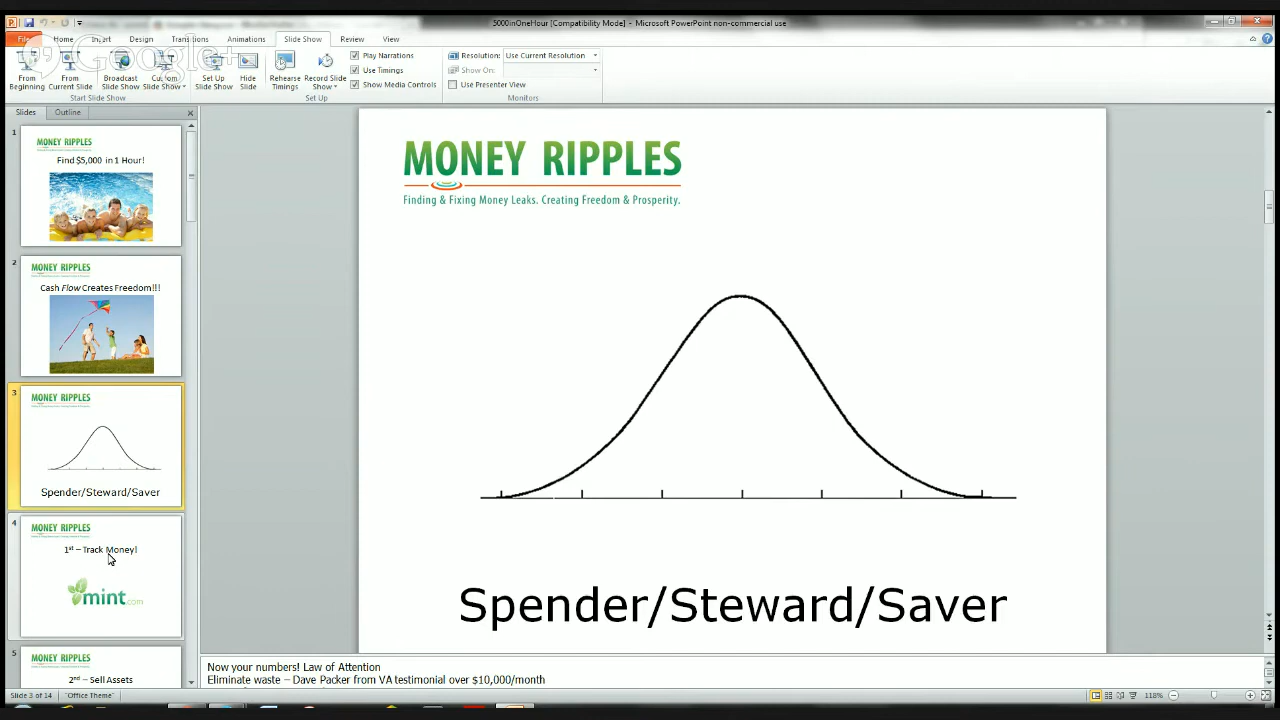 5000inOneHour [Compatibility Mode] - Microsoft PowerPoint non-commercial use
File Home Insert Design Transitions Animations Slide Show Review View
Google+
From Beginning
From Current Slide
Broadcast Slide Show
Custom Slide Show
Set Up Slide Show
Hide Slide
Rehearse Timings
Record Slide Show
Play Narrations
Use Timings
Show Media Controls
Resolution: Use Current Resolution
Show On:
Use Presenter View
Start Slide Show
Set Up
Monitors
Slides Outline
1
MONEY RIPPLES
Find $5,000 in 1 Hour!
2
MONEY RIPPLES
Cash Flow Creates Freedom!!!
3
MONEY RIPPLES
Spender/Steward/Saver
4
MONEY RIPPLES
1st – Track Money!
mint.com
5
MONEY RIPPLES
2nd – Sell Assets
MONEY RIPPLES
Finding & Fixing Money Leaks. Creating Freedom & Prosperity.
Spender/Steward/Saver
Now your numbers! Law of Attention
Eliminate waste – Dave Packer from VA testimonial over $10,000/month
Slide 3 of 14 "Office Theme" 118%